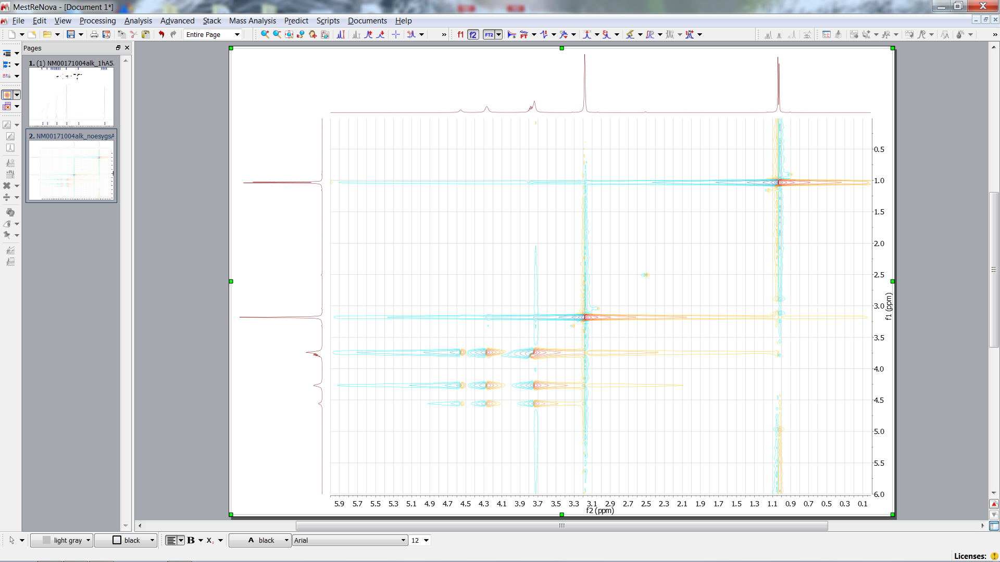 MestReNova - [Document 1*]
File Edit View Processing Analysis Advanced Stack Mass Analysis Predict Scripts Documents Help
Entire Page » f1 f2 FT2 FT »
Pages
1. (1) NM00171004alk_1hA5.
2. NM00171004alk_noesygsA
0.5
1.0
1.5
2.0
2.5
3.0
3.5
4.0
4.5
5.0
5.5
6.0
f1 (ppm)
5.9 5.7 5.5 5.3 5.1 4.9 4.7 4.5 4.3 4.1 3.9 3.7 3.5 3.3 3.1 2.9 2.7 2.5 2.3 2.1 1.9 1.7 1.5 1.3 1.1 0.9 0.7 0.5 0.3 0.1
f2 (ppm)
light gray black B X₂ A black Arial 12
Licenses: